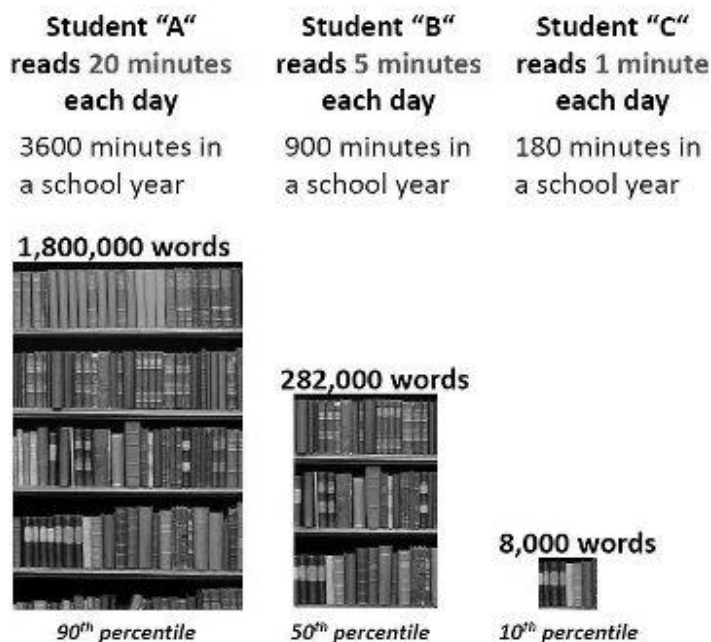 Student “A“
reads 20 minutes
each day
3600 minutes in
a school year
1,800,000 words
90th percentile
Student “B“
reads 5 minutes
each day
900 minutes in
a school year
282,000 words
50th percentile
Student “C“
reads 1 minute
each day
180 minutes in
a school year
8,000 words
10th percentile